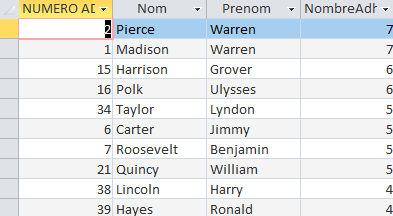 NUMERO AD Nom Prenom NombreAdh
2 Pierce Warren 7
1 Madison Warren 7
15 Harrison Grover 6
16 Polk Ulysses 6
34 Taylor Lyndon 5
6 Carter Jimmy 5
7 Roosevelt Benjamin 5
21 Quincy William 5
38 Lincoln Harry 4
39 Hayes Ronald 4